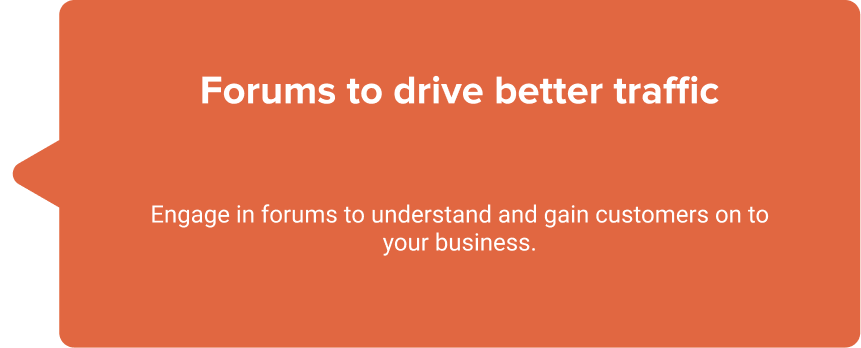 Forums to drive better traffic
Engage in forums to understand and gain customers on to
your business.